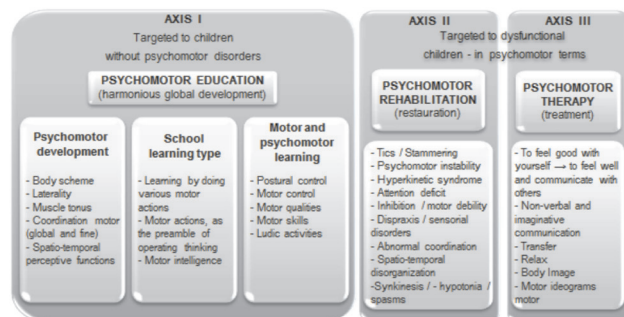 AXIS I
Targeted to children
without psychomotor disorders
PSYCHOMOTOR EDUCATION
(harmonious global development)
Psychomotor
development
- Body scheme
- Laterality
- Muscle tonus
- Coordination motor
(global and fine)
- Spatio-temporal
perceptive functions
School
learning type
- Learning by doing
various motor
actions
- Motor actions, as
the preamble of
operating thinking
- Motor intelligence
Motor and
psychomotor
learning
- Postural control
- Motor control
- Motor qualities
- Motor skills
- Ludic activities
AXIS II
AXIS III
Targeted to dysfunctional
children - in psychomotor terms
PSYCHOMOTOR
REHABILITATION
(restauration)
- Tics / Stammering
- Psychomotor instability
- Hyperkinetic syndrome
- Attention deficit
- Inhibition / motor debility
- Dispraxis / sensorial
disorders
- Abnormal coordination
- Spatio-temporal
disorganization
-Synkinesis / - hypotonia /
spasms
PSYCHOMOTOR
THERAPY
(treatment)
- To feel good with
yourself → to feel well
and communicate with
others
- Non-verbal and
imaginative
communication
- Transfer
- Relax
- Body Image
- Motor ideograms
motor